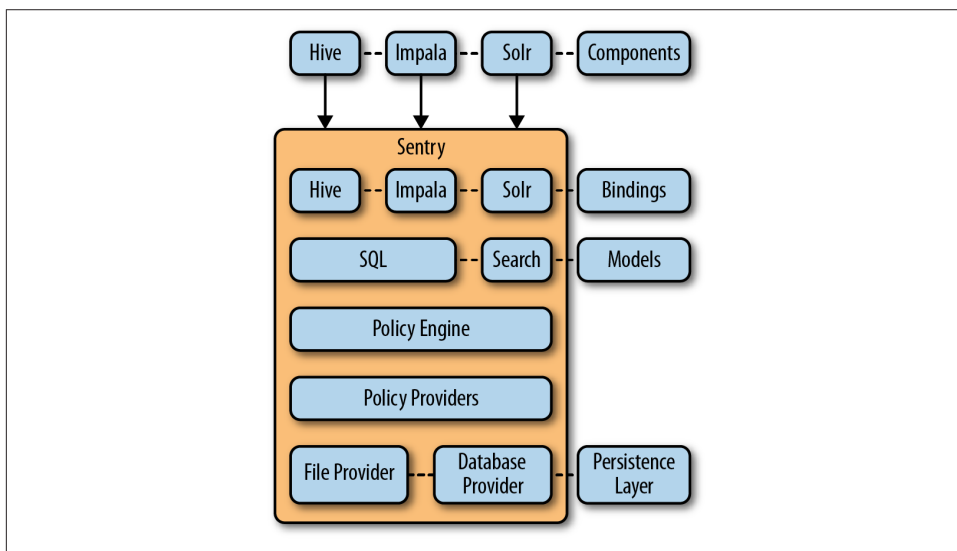 Hive
Impala
Solr
Components
Sentry
Hive
Impala
Solr
Bindings
SQL
Search
Models
Policy Engine
Policy Providers
File Provider
Database
Provider
Persistence
Layer